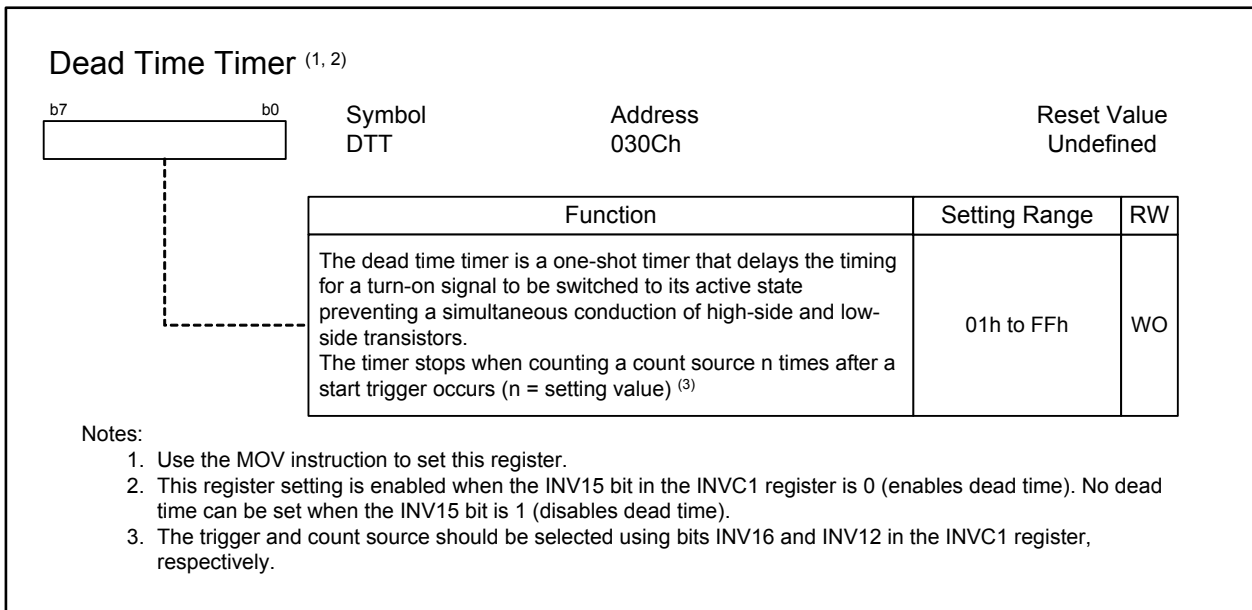 Dead Time Timer (1, 2)
b7 b0 Symbol Address Reset Value
DTT 030Ch Undefined
Function Setting Range RW
The dead time timer is a one-shot timer that delays the timing
for a turn-on signal to be switched to its active state
preventing a simultaneous conduction of high-side and low-
side transistors.
The timer stops when counting a count source n times after a
start trigger occurs (n = setting value) (3)
01h to FFh WO
Notes:
1. Use the MOV instruction to set this register.
2. This register setting is enabled when the INV15 bit in the INVC1 register is 0 (enables dead time). No dead
time can be set when the INV15 bit is 1 (disables dead time).
3. The trigger and count source should be selected using bits INV16 and INV12 in the INVC1 register,
respectively.